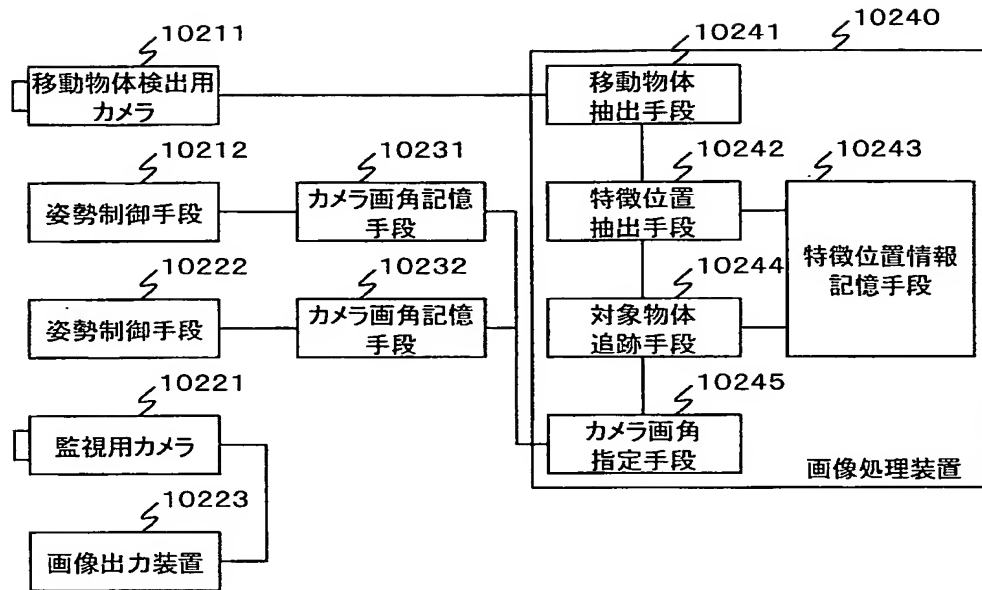 10211
移動物体検出用
カメラ
10212
姿勢制御手段
10222
姿勢制御手段
10221
監視用カメラ
10223
画像出力装置
10231
カメラ画角記憶
手段
10232
カメラ画角記憶
手段
10240
10241
移動物体
抽出手段
10242
特徴位置
抽出手段
10243
特徴位置情報
記憶手段
10244
対象物体
追跡手段
10245
カメラ画角
指定手段
画像処理装置